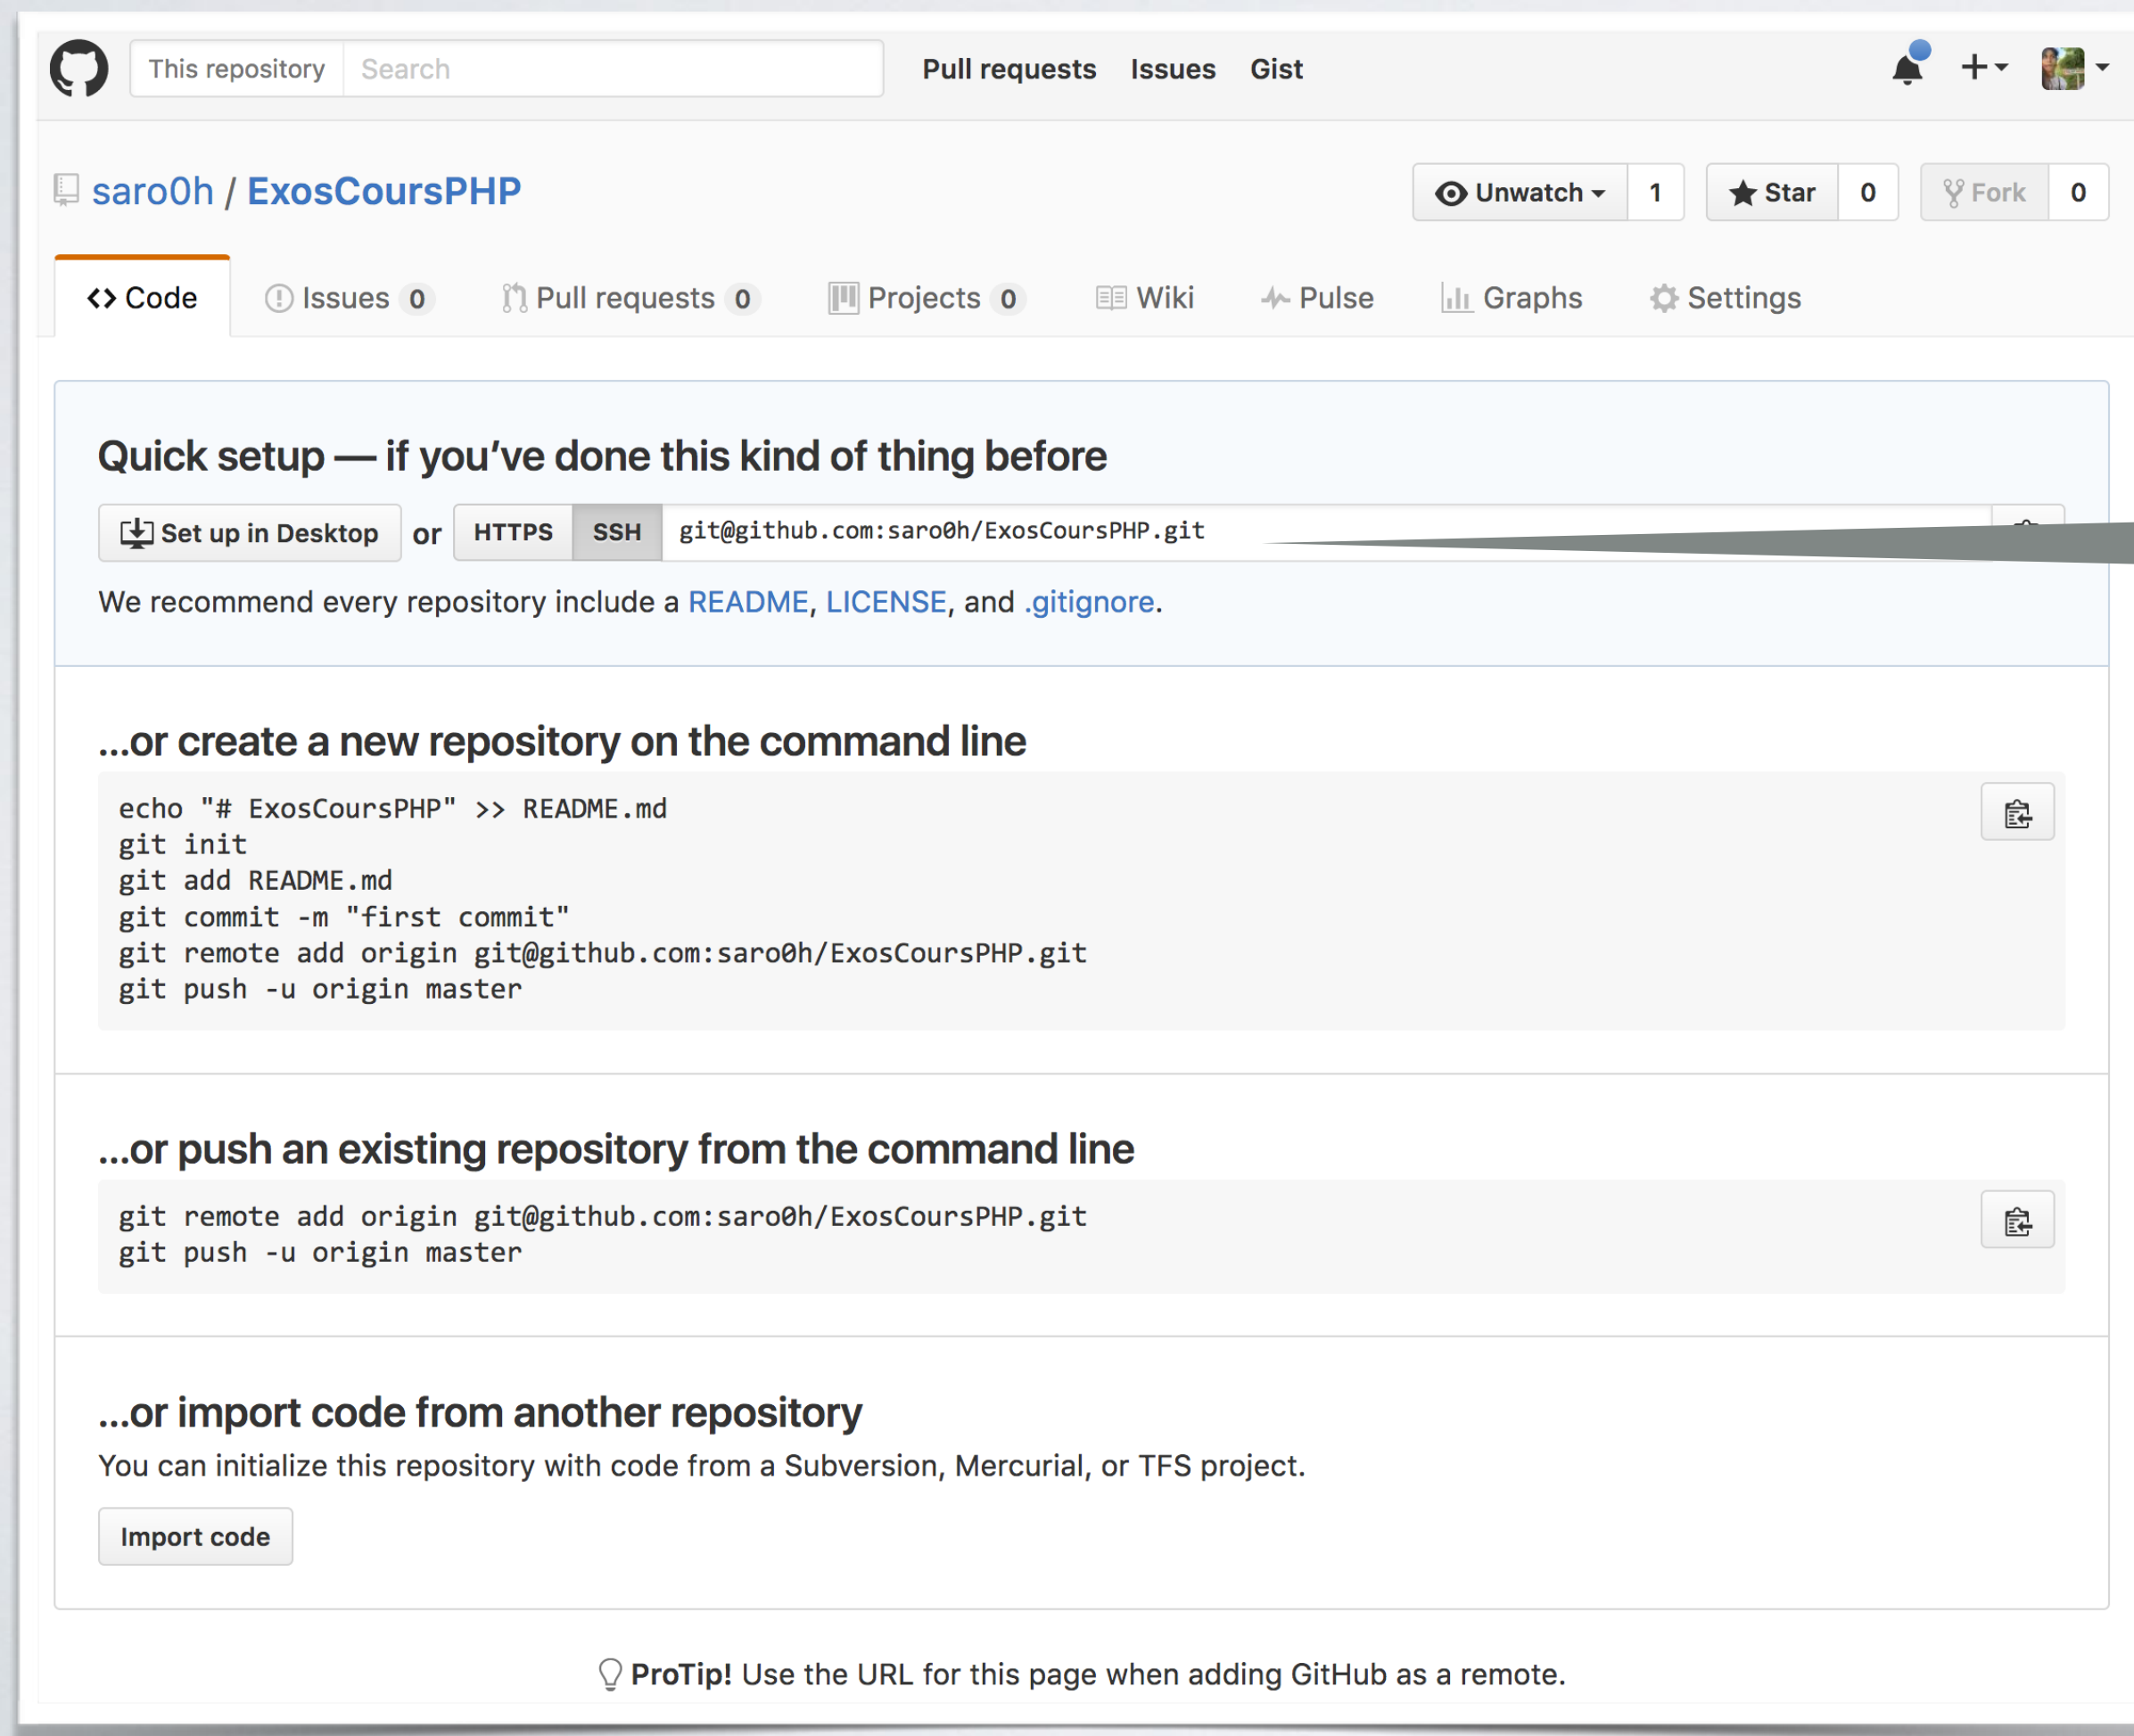 This repository Search Pull requests Issues Gist
saro0h / ExosCoursPHP Unwatch 1 Star 0 Fork 0
Code Issues 0 Pull requests 0 Projects 0 Wiki Pulse Graphs Settings
Quick setup — if you’ve done this kind of thing before
Set up in Desktop or HTTPS SSH git@github.com:saro0h/ExosCoursPHP.git
We recommend every repository include a README, LICENSE, and .gitignore.
…or create a new repository on the command line
echo "# ExosCoursPHP" >> README.md
git init
git add README.md
git commit -m "first commit"
git remote add origin git@github.com:saro0h/ExosCoursPHP.git
git push -u origin master
…or push an existing repository from the command line
git remote add origin git@github.com:saro0h/ExosCoursPHP.git
git push -u origin master
…or import code from another repository
You can initialize this repository with code from a Subversion, Mercurial, or TFS project.
Import code
ProTip! Use the URL for this page when adding GitHub as a remote.